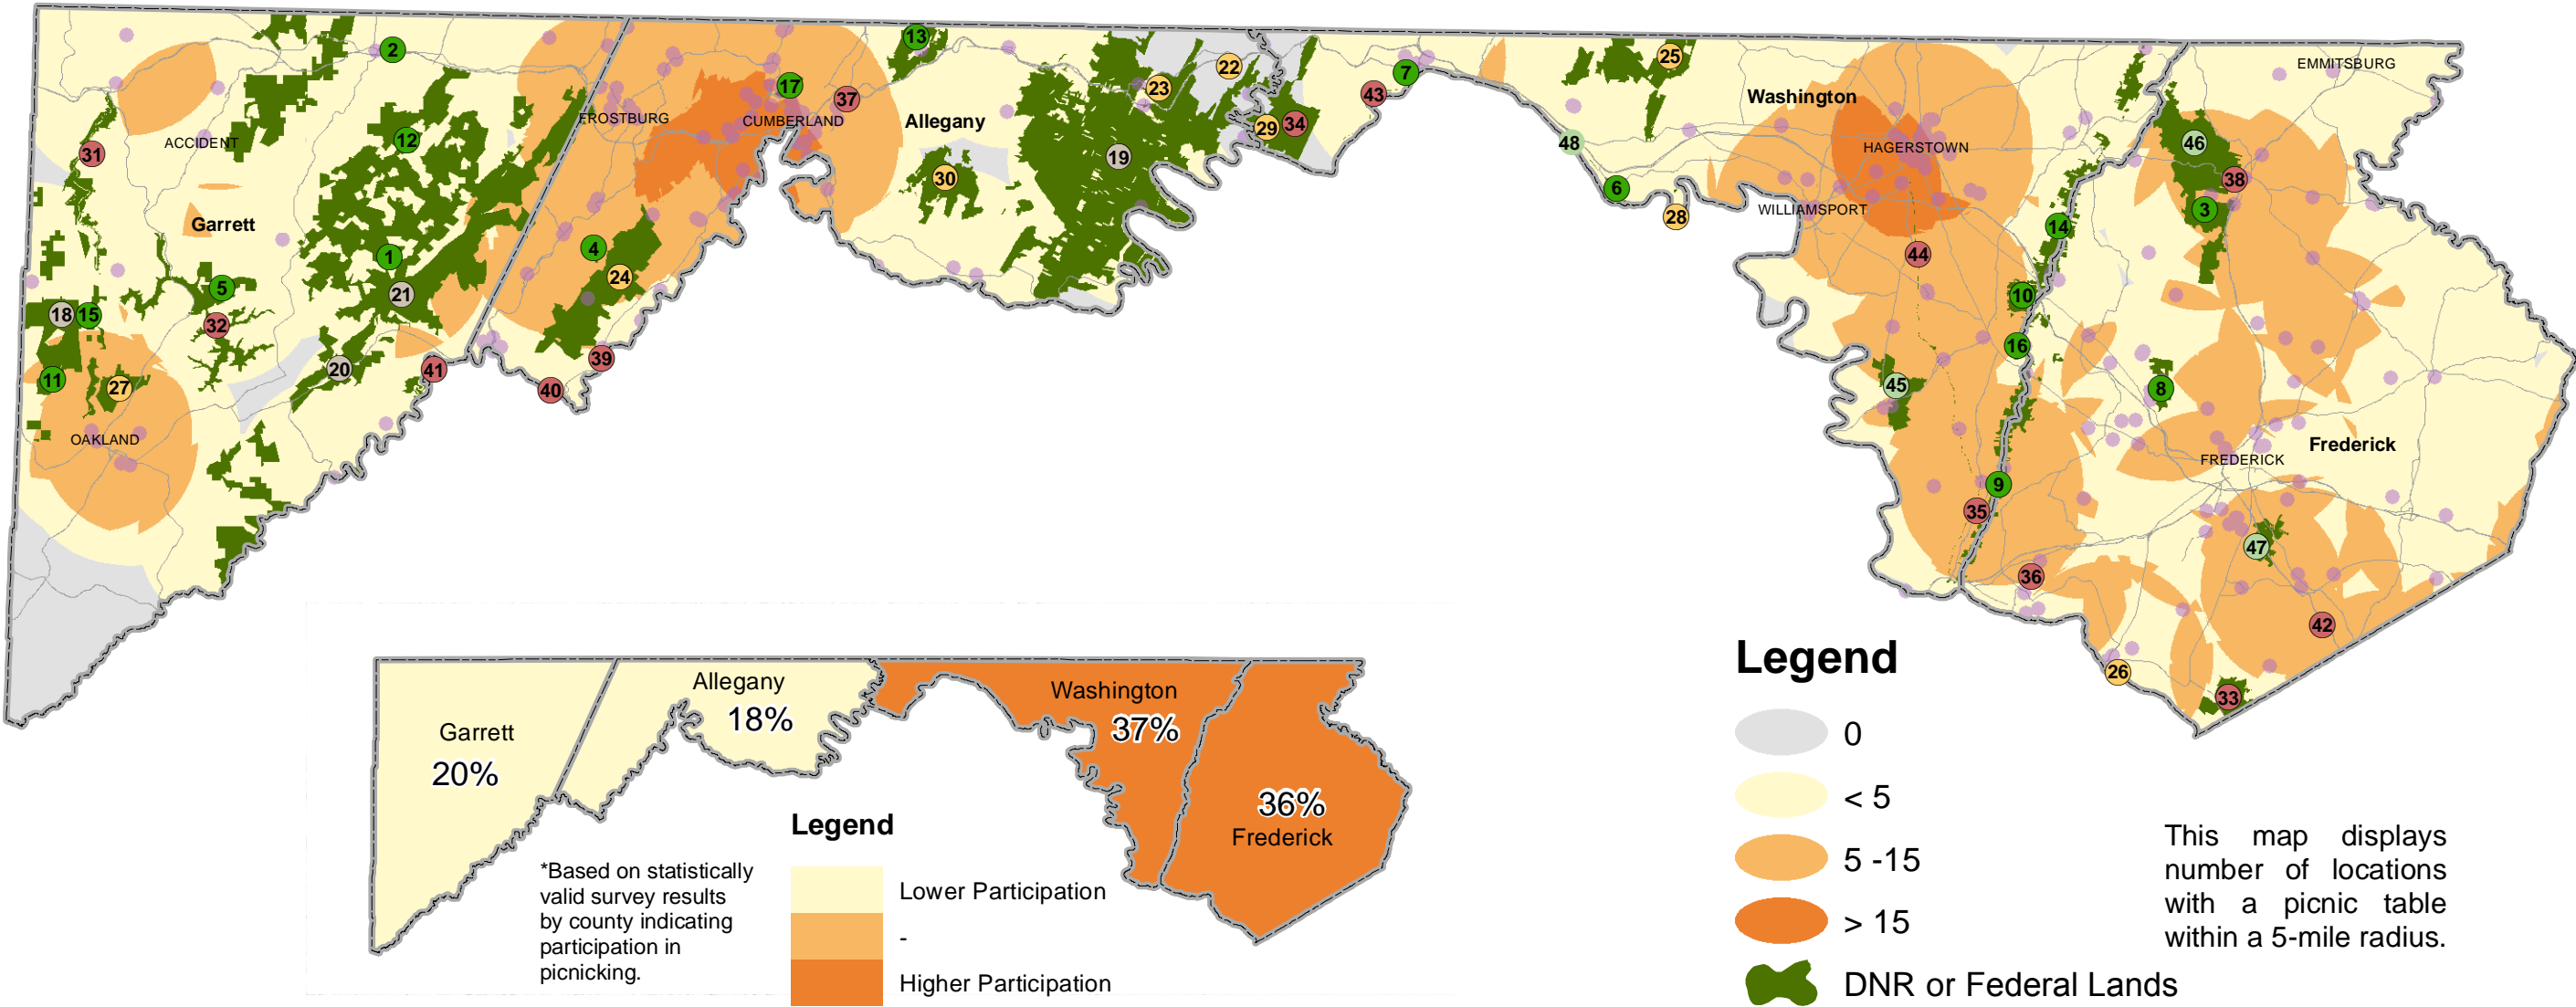 EMMITSBURG
Washington
Allegany
FROSTBURG
CUMBERLAND
ACCIDENT
HAGERSTOWN
WILLIAMSPORT
Garrett
OAKLAND
Frederick
FREDERICK
2
13
17
37
22
23
25
7
43
12
31
29
34
19
30
48
6
28
46
38
3
14
44
1
21
4
24
5
18
15
32
10
16
11
27
20
41
39
40
45
8
9
35
47
36
42
26
33
Garrett
20%
Allegany
18%
Washington
37%
36%
Frederick
*Based on statistically
valid survey results
by county indicating
participation in
picnicking.
Legend
Lower Participation
-
Higher Participation
Legend
0
< 5
5 -15
> 15
DNR or Federal Lands
This map displays
number of locations
with a picnic table
within a 5-mile radius.